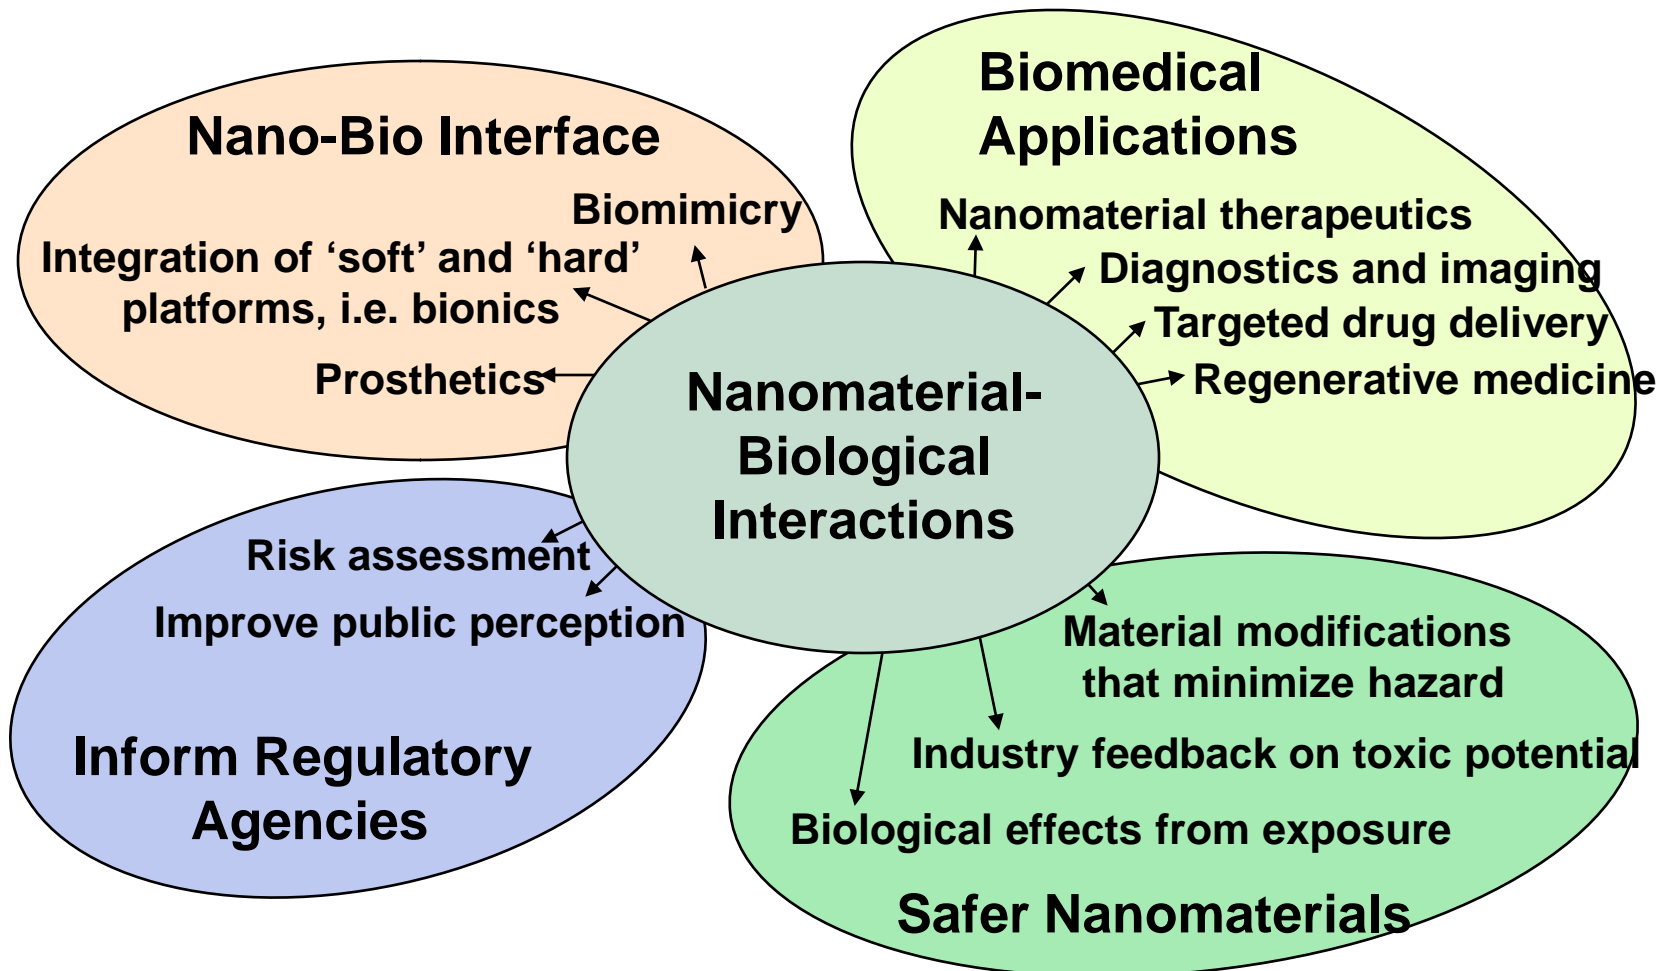 Nano-Bio Interface
Biomimicry
Integration of ‘soft’ and ‘hard’
platforms, i.e. bionics
Prosthetics
Biomedical
Applications
Nanomaterial therapeutics
Diagnostics and imaging
Targeted drug delivery
Regenerative medicine
Nanomaterial-
Biological
Interactions
Risk assessment
Improve public perception
Inform Regulatory
Agencies
Material modifications
that minimize hazard
Industry feedback on toxic potential
Biological effects from exposure
Safer Nanomaterials